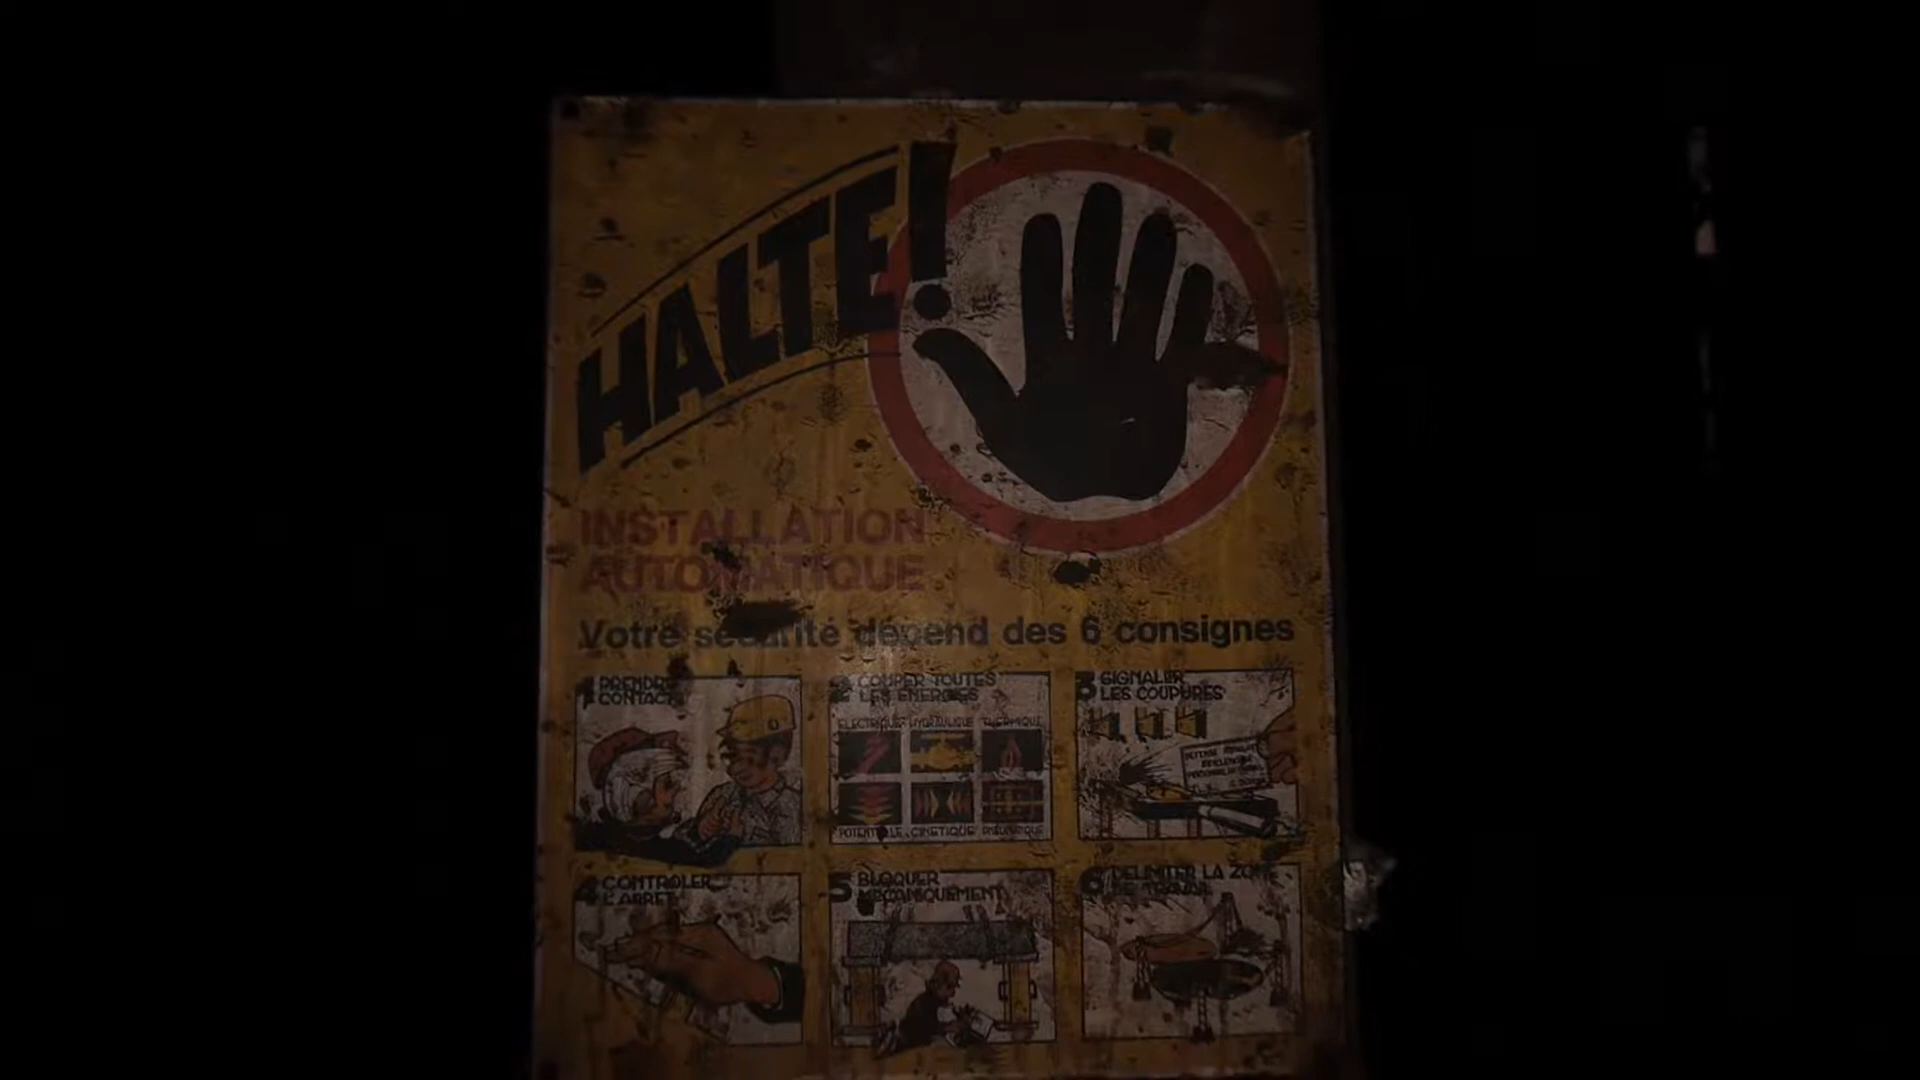 HALTE!
INSTALLATION
AUTOMATIQUE
Votre sécurité dépend des 6 consignes
1 PRENDRE
CONTACT
2 COUPER TOUTES
LES ENERGIES
ELECTRIQUE HYDRAULIQUE THERMIQUE
POTENTIELLE CINETIQUE PNEUMATIQUE
3 SIGNALER
LES COUPURES
4 CONTROLER
L'ARRET
5 BLOQUER
MECANIQUEMENT
6 DELIMITER LA ZONE
DE TRAVAIL